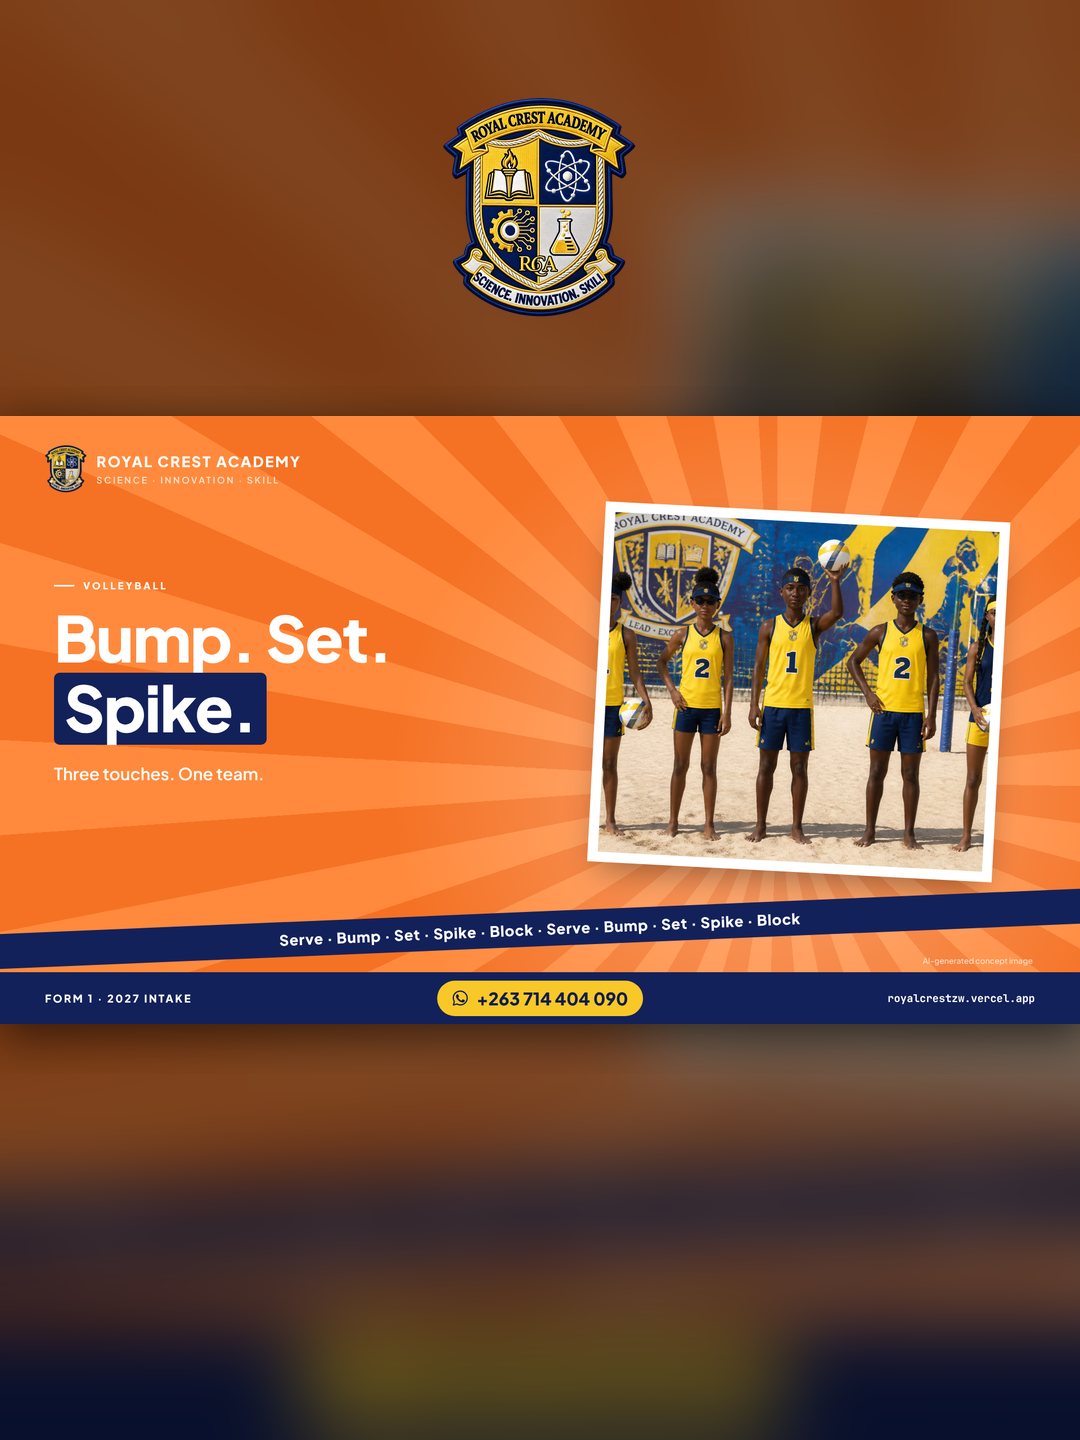 ROYAL CREST ACADEMY
RCA
SCIENCE. INNOVATION. SKILL
ROYAL CREST ACADEMY
SCIENCE · INNOVATION · SKILL
VOLLEYBALL
Bump. Set.
Spike.
Three touches. One team.
ROYAL CREST ACADEMY
LEAD · EXC
2
1
2
Serve · Bump · Set · Spike · Block · Serve · Bump · Set · Spike · Block
AI-generated concept image
FORM 1 · 2027 INTAKE
+263 714 404 090
royalcrestzw.vercel.app